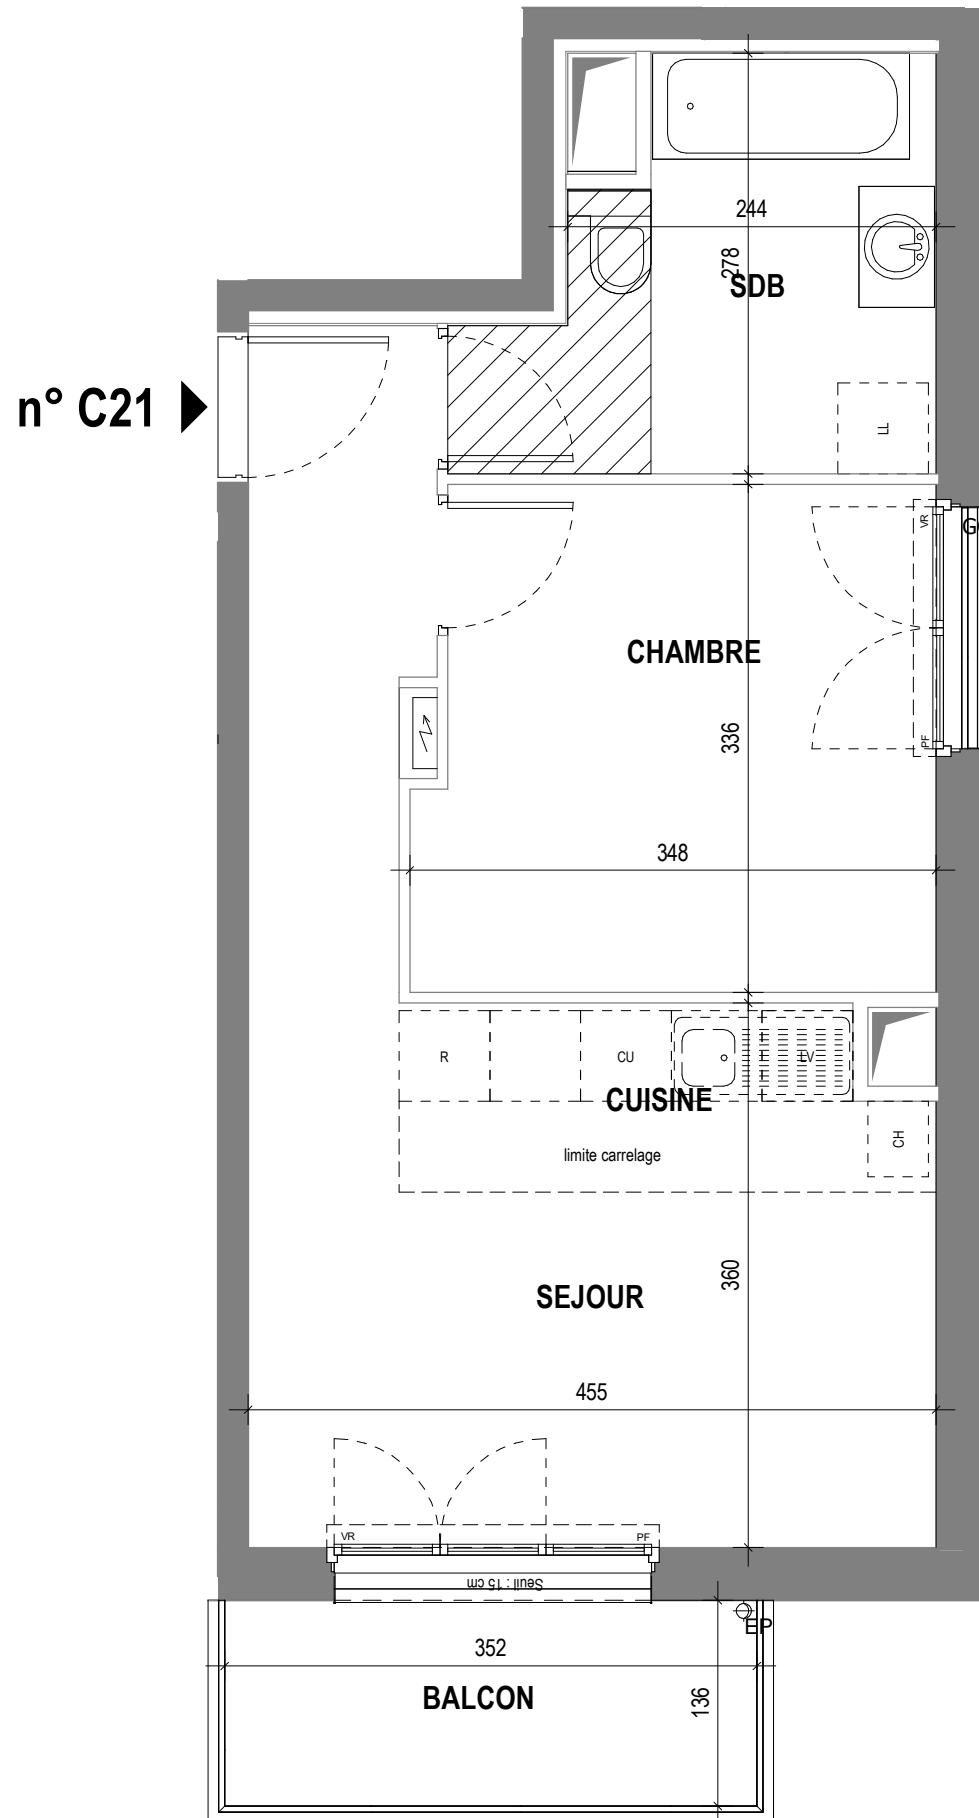 244
278
SDB
n° C21
LL
VR
G
CHAMBRE
PF
336
348
R
CU
LV
CUISINE
CH
limite carrelage
360
SEJOUR
455
VR
PF
Seuil : 15 cm
EP
352
BALCON
136